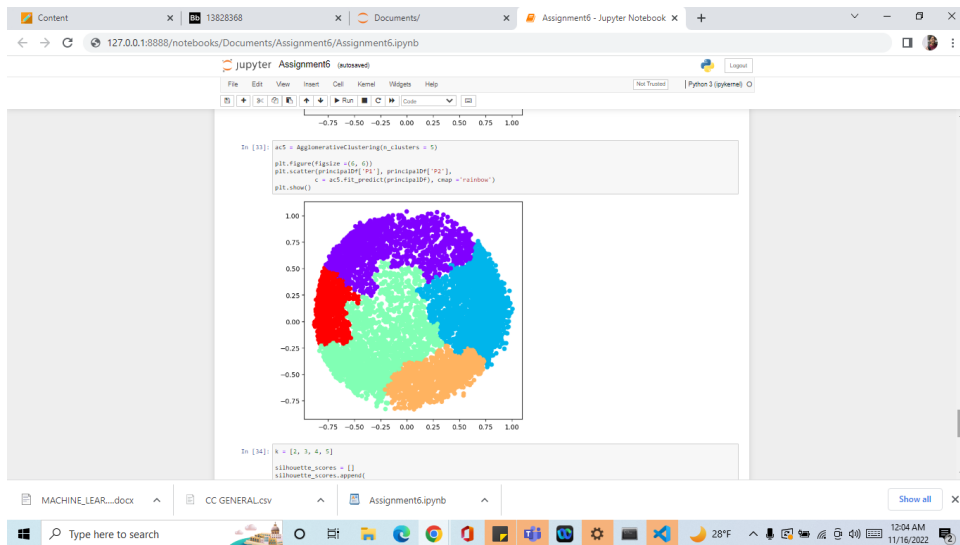 Content
Bb 13828368
Documents/
Assignment6 - Jupyter Notebook
127.0.0.1:8888/notebooks/Documents/Assignment6/Assignment6.ipynb
jupyter Assignment6 (autosaved)
Logout
File Edit View Insert Cell Kernel Widgets Help
Not Trusted
Python 3 (ipykernel)
Run
Code
-0.75 -0.50 -0.25 0.00 0.25 0.50 0.75 1.00
In [33]: ac5 = AgglomerativeClustering(n_clusters = 5)
plt.figure(figsize =(6, 6))
plt.scatter(principalDf['P1'], principalDf['P2'],
c = ac5.fit_predict(principalDf), cmap ='rainbow')
plt.show()
1.00
0.75
0.50
0.25
0.00
-0.25
-0.50
-0.75
-0.75 -0.50 -0.25 0.00 0.25 0.50 0.75 1.00
In [34]: k = [2, 3, 4, 5]
silhouette_scores = []
silhouette_scores.append(
MACHINE_LEAR....docx
CC GENERAL.csv
Assignment6.ipynb
Show all
Type here to search
28°F
12:04 AM
11/16/2022
2